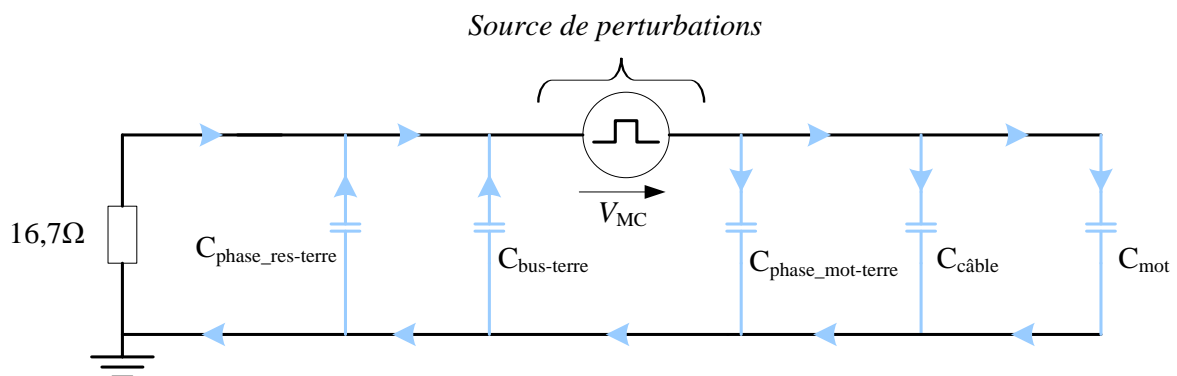 Source de perturbations
V_MC
16,7Ω
C_phase_res-terre
C_bus-terre
C_phase_mot-terre
C_câble
C_mot